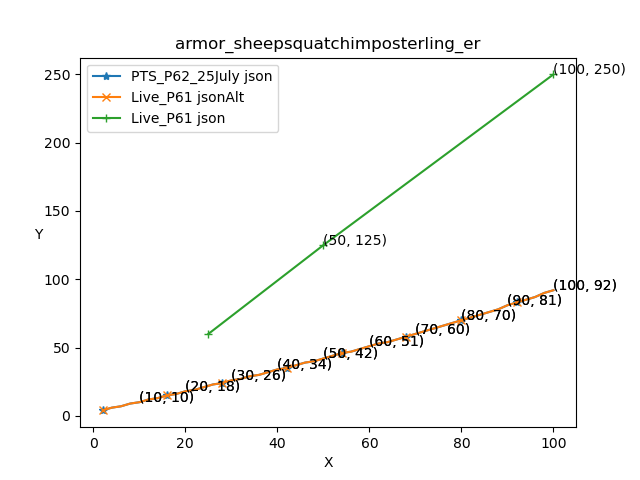 armor_sheepsquatchimposterling_er
PTS_P62_25July json
Live_P61 jsonAlt
Live_P61 json
(100, 250)
(50, 125)
(100, 92)
(90, 81)
(80, 70)
(70, 60)
(60, 51)
(50, 42)
(40, 34)
(30, 26)
(20, 18)
(10, 10)
250
200
150
100
50
0
Y
0 20 40 60 80 100
X